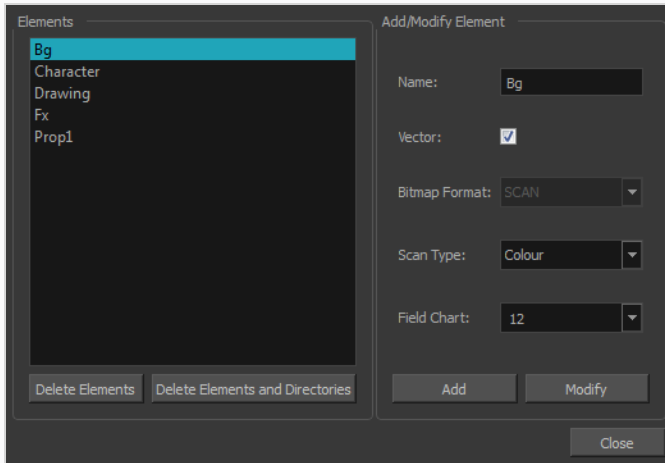 Elements
Bg
Character
Drawing
Fx
Prop1
Delete Elements
Delete Elements and Directories
Add/Modify Element
Name:
Bg
Vector:
Bitmap Format:
SCAN
Scan Type:
Colour
Field Chart:
12
Add
Modify
Close